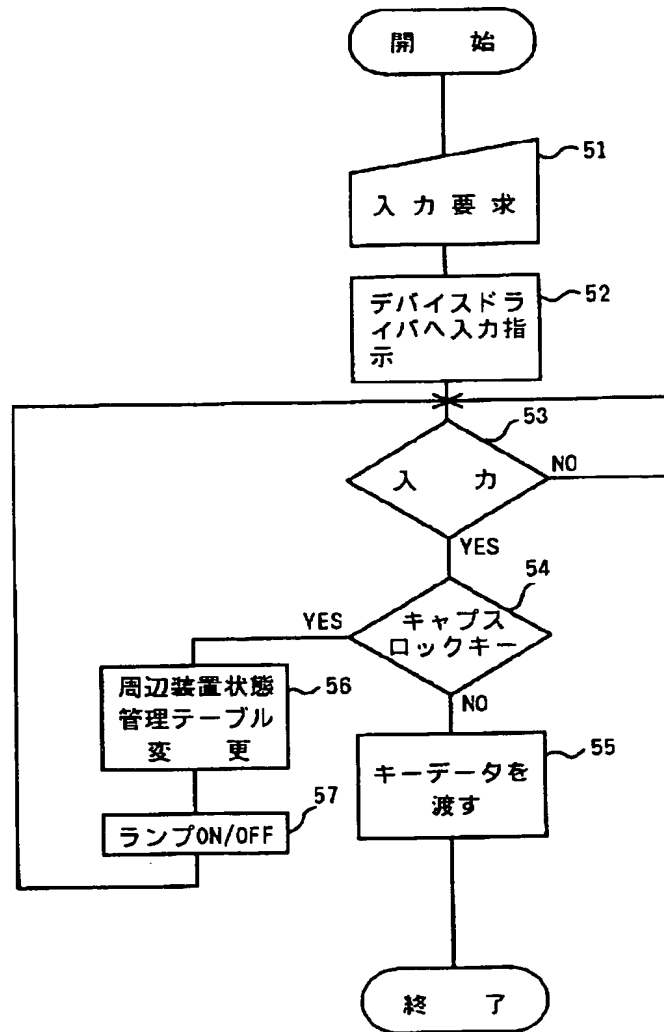 開始
51
入力要求
52
デバイスドラ
イバへ入力指
示
53
入力
NO
YES
54
キャプス
ロックキー
YES
NO
周辺装置状態
管理テーブル
変更
56
55
キーデータを
渡す
57
ランプON/OFF
終了